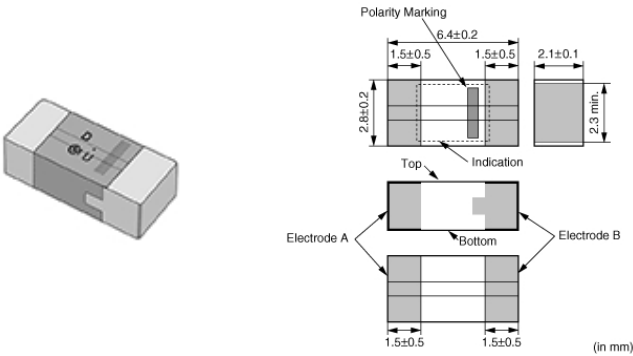 Polarity Marking
6.4±0.2
1.5±0.5
1.5±0.5
2.1±0.1
2.8±0.2
2.3 min.
Indication
Top
Electrode A
Bottom
Electrode B
1.5±0.5
1.5±0.5
(in mm)
D
U